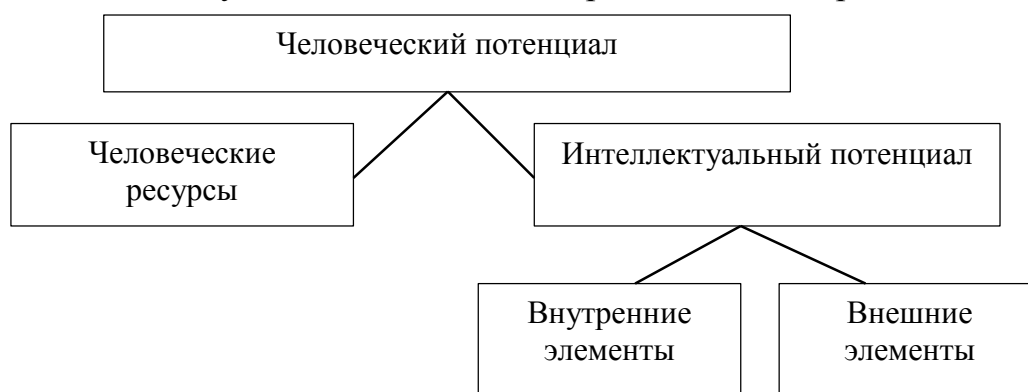 Человеческий потенциал
Человеческие
ресурсы
Интеллектуальный потенциал
Внутренние
элементы
Внешние
элементы